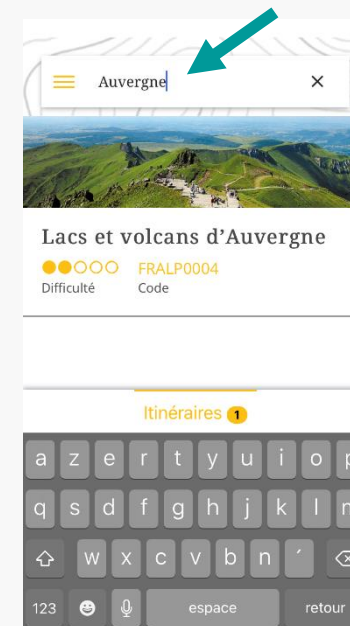 Auvergne
Lacs et volcans d'Auvergne
FRALP0004
Difficulté Code
Itinéraires 1
a z e r t y u i o p
q s d f g h j k l m
w x c v b n ´
123 espace retour